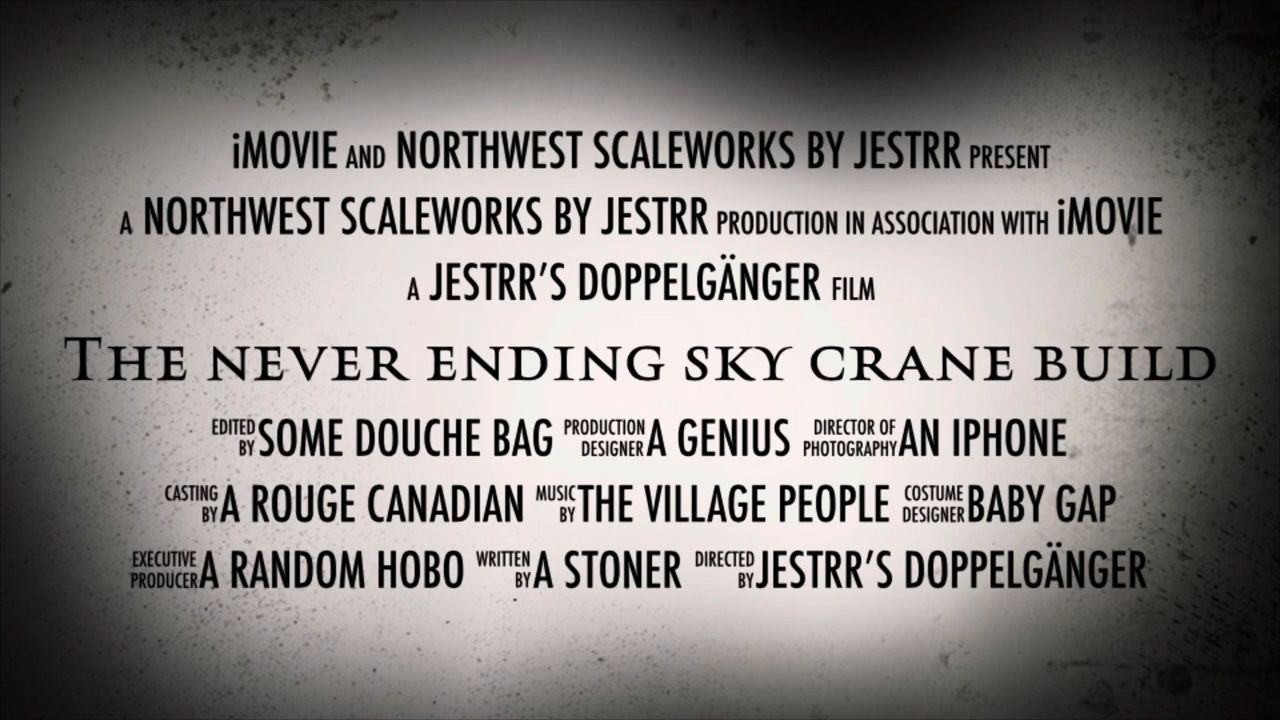 iMOVIE AND NORTHWEST SCALEWORKS BY JESTRR PRESENT
A NORTHWEST SCALEWORKS BY JESTRR PRODUCTION IN ASSOCIATION WITH iMOVIE
A JESTRR'S DOPPELGÄNGER FILM
THE NEVER ENDING SKY CRANE BUILD
EDITED BY SOME DOUCHE BAG PRODUCTION DESIGNER A GENIUS DIRECTOR OF PHOTOGRAPHY AN IPHONE
CASTING BY A ROUGE CANADIAN MUSIC BY THE VILLAGE PEOPLE COSTUME DESIGNER BABY GAP
EXECUTIVE PRODUCER A RANDOM HOBO WRITTEN BY A STONER DIRECTED BY JESTRR'S DOPPELGÄNGER